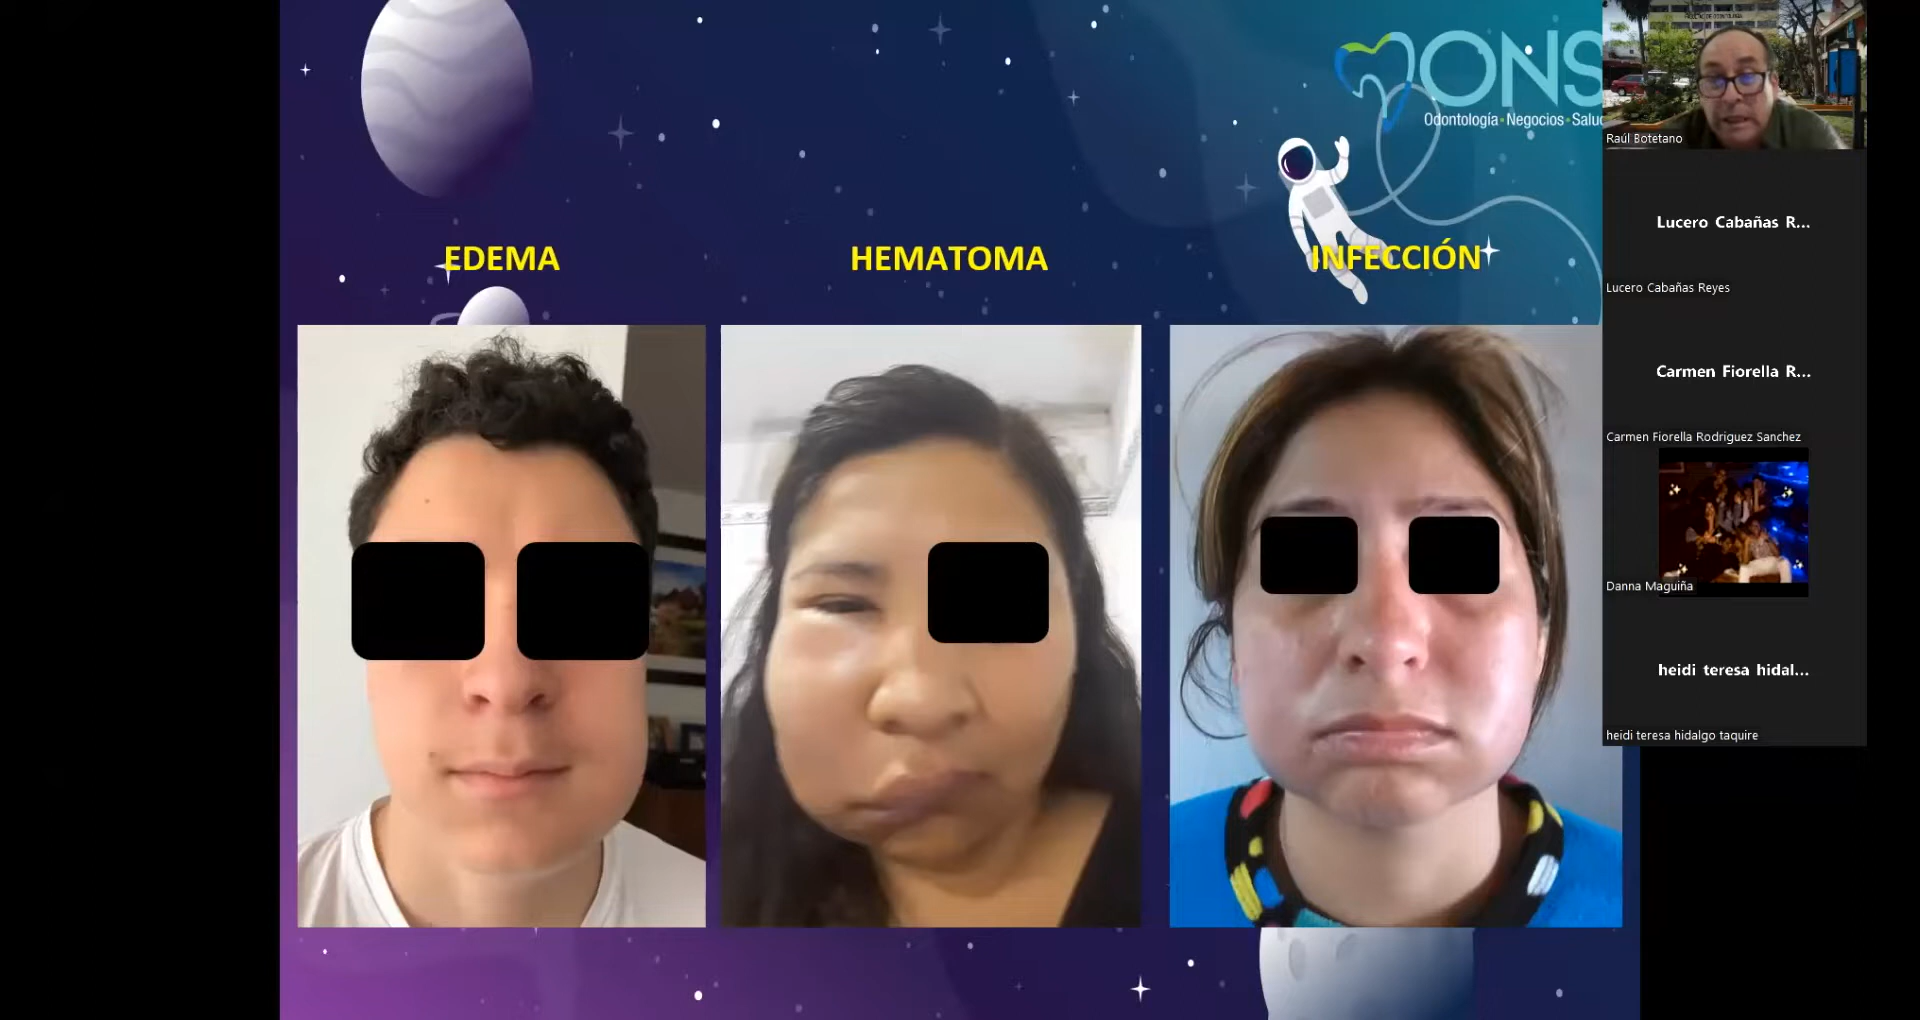 ONS
Odontología•Negocios•Salud
EDEMA
HEMATOMA
INFECCIÓN
Raúl Botetano
Lucero Cabañas R...
Lucero Cabañas Reyes
Carmen Fiorella R...
Carmen Fiorella Rodriguez Sanchez
Danna Maguiña
heidi teresa hidal...
heidi teresa hidalgo taquire